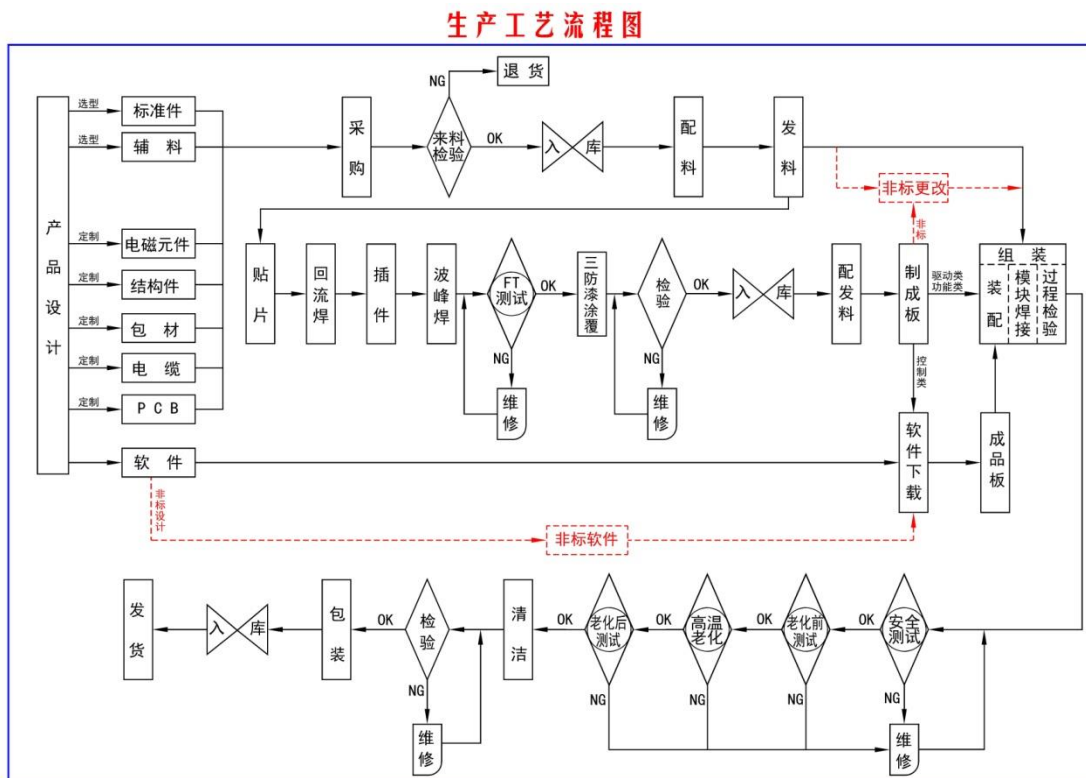 生产工艺流程图
NG
退货
产品设计
选型
标准件
选型
辅料
采购
来料检验
OK
入库
配料
发料
非标更改
非标
定制
电磁元件
定制
结构件
定制
包材
定制
电缆
定制
PCB
贴片
回流焊
插件
波峰焊
FT测试
OK
NG
维修
三防漆涂覆
检验
OK
NG
维修
入库
配发料
制成板
驱动类
功能类
控制类
组装
装配
模块焊接
过程检验
软件
软件下载
成品板
非标设计
非标软件
发货
入库
包装
OK
检验
NG
维修
清洁
OK
老化后测试
NG
OK
高温老化
NG
OK
老化前测试
NG
OK
安全测试
NG
维修